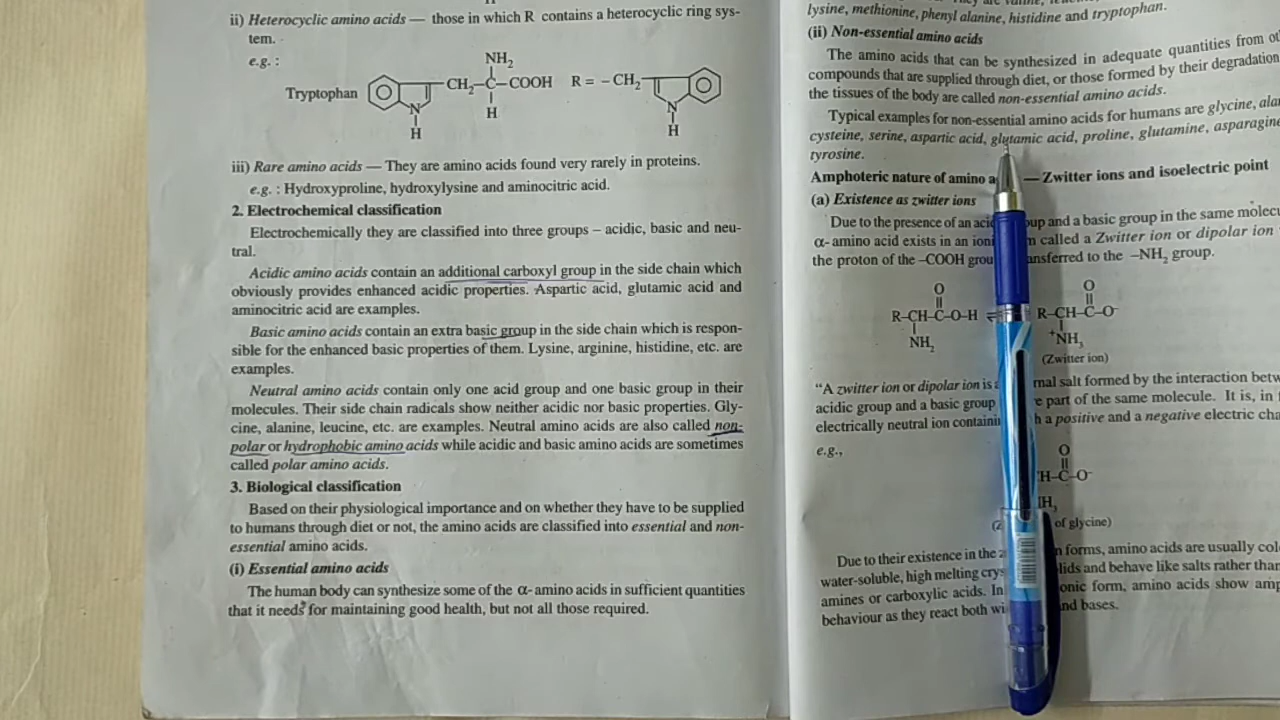 ii) Heterocyclic amino acids — those in which R contains a heterocyclic ring sys-
tem.
e.g. :
Tryptophan
NH₂
CH₂–C–COOH R = – CH₂
H
N
H
N
H
iii) Rare amino acids — They are amino acids found very rarely in proteins.
e.g. : Hydroxyproline, hydroxylysine and aminocitric acid.
2. Electrochemical classification
Electrochemically they are classified into three groups – acidic, basic and neu-
tral.
Acidic amino acids contain an additional carboxyl group in the side chain which
obviously provides enhanced acidic properties. Aspartic acid, glutamic acid and
aminocitric acid are examples.
Basic amino acids contain an extra basic group in the side chain which is respon-
sible for the enhanced basic properties of them. Lysine, arginine, histidine, etc. are
examples.
Neutral amino acids contain only one acid group and one basic group in their
molecules. Their side chain radicals show neither acidic nor basic properties. Gly-
cine, alanine, leucine, etc. are examples. Neutral amino acids are also called non-
polar or hydrophobic amino acids while acidic and basic amino acids are sometimes
called polar amino acids.
3. Biological classification
Based on their physiological importance and on whether they have to be supplied
to humans through diet or not, the amino acids are classified into essential and non-
essential amino acids.
(i) Essential amino acids
The human body can synthesize some of the α- amino acids in sufficient quantities
that it needs for maintaining good health, but not all those required.
lysine, methionine, phenyl alanine, histidine and tryptophan.
(ii) Non-essential amino acids
The amino acids that can be synthesized in adequate quantities from
compounds that are supplied through diet, or those formed by their degradation
the tissues of the body are called non-essential amino acids.
Typical examples for non-essential amino acids for humans are glycine,
cysteine, serine, aspartic acid, glutamic acid, proline, glutamine, asparagine
tyrosine.
Amphoteric nature of amino — Zwitter ions and isoelectric point
(a) Existence as zwitter ions
Due to the presence of an and a basic group in the same
α- amino acid exists in an called a Zwitter ion or dipolar ion
the proton of the –COOH to the –NH₂ group.
O
R–CH–C–O–H ⇌
NH₂
O
R–CH–C–O⁻
⁺NH₃
(Zwitter ion)
“A zwitter ion or dipolar ion is salt formed by the interaction
acidic group and a basic group part of the same molecule. It is, in
electrically neutral ion a positive and a negative electric
e.g.,
O
–C–O⁻
of glycine)
Due to their existence in the forms, amino acids are usually
water-soluble, high melting and behave like salts rather than
amines or carboxylic acids. In form, amino acids show
behaviour as they react both and bases.